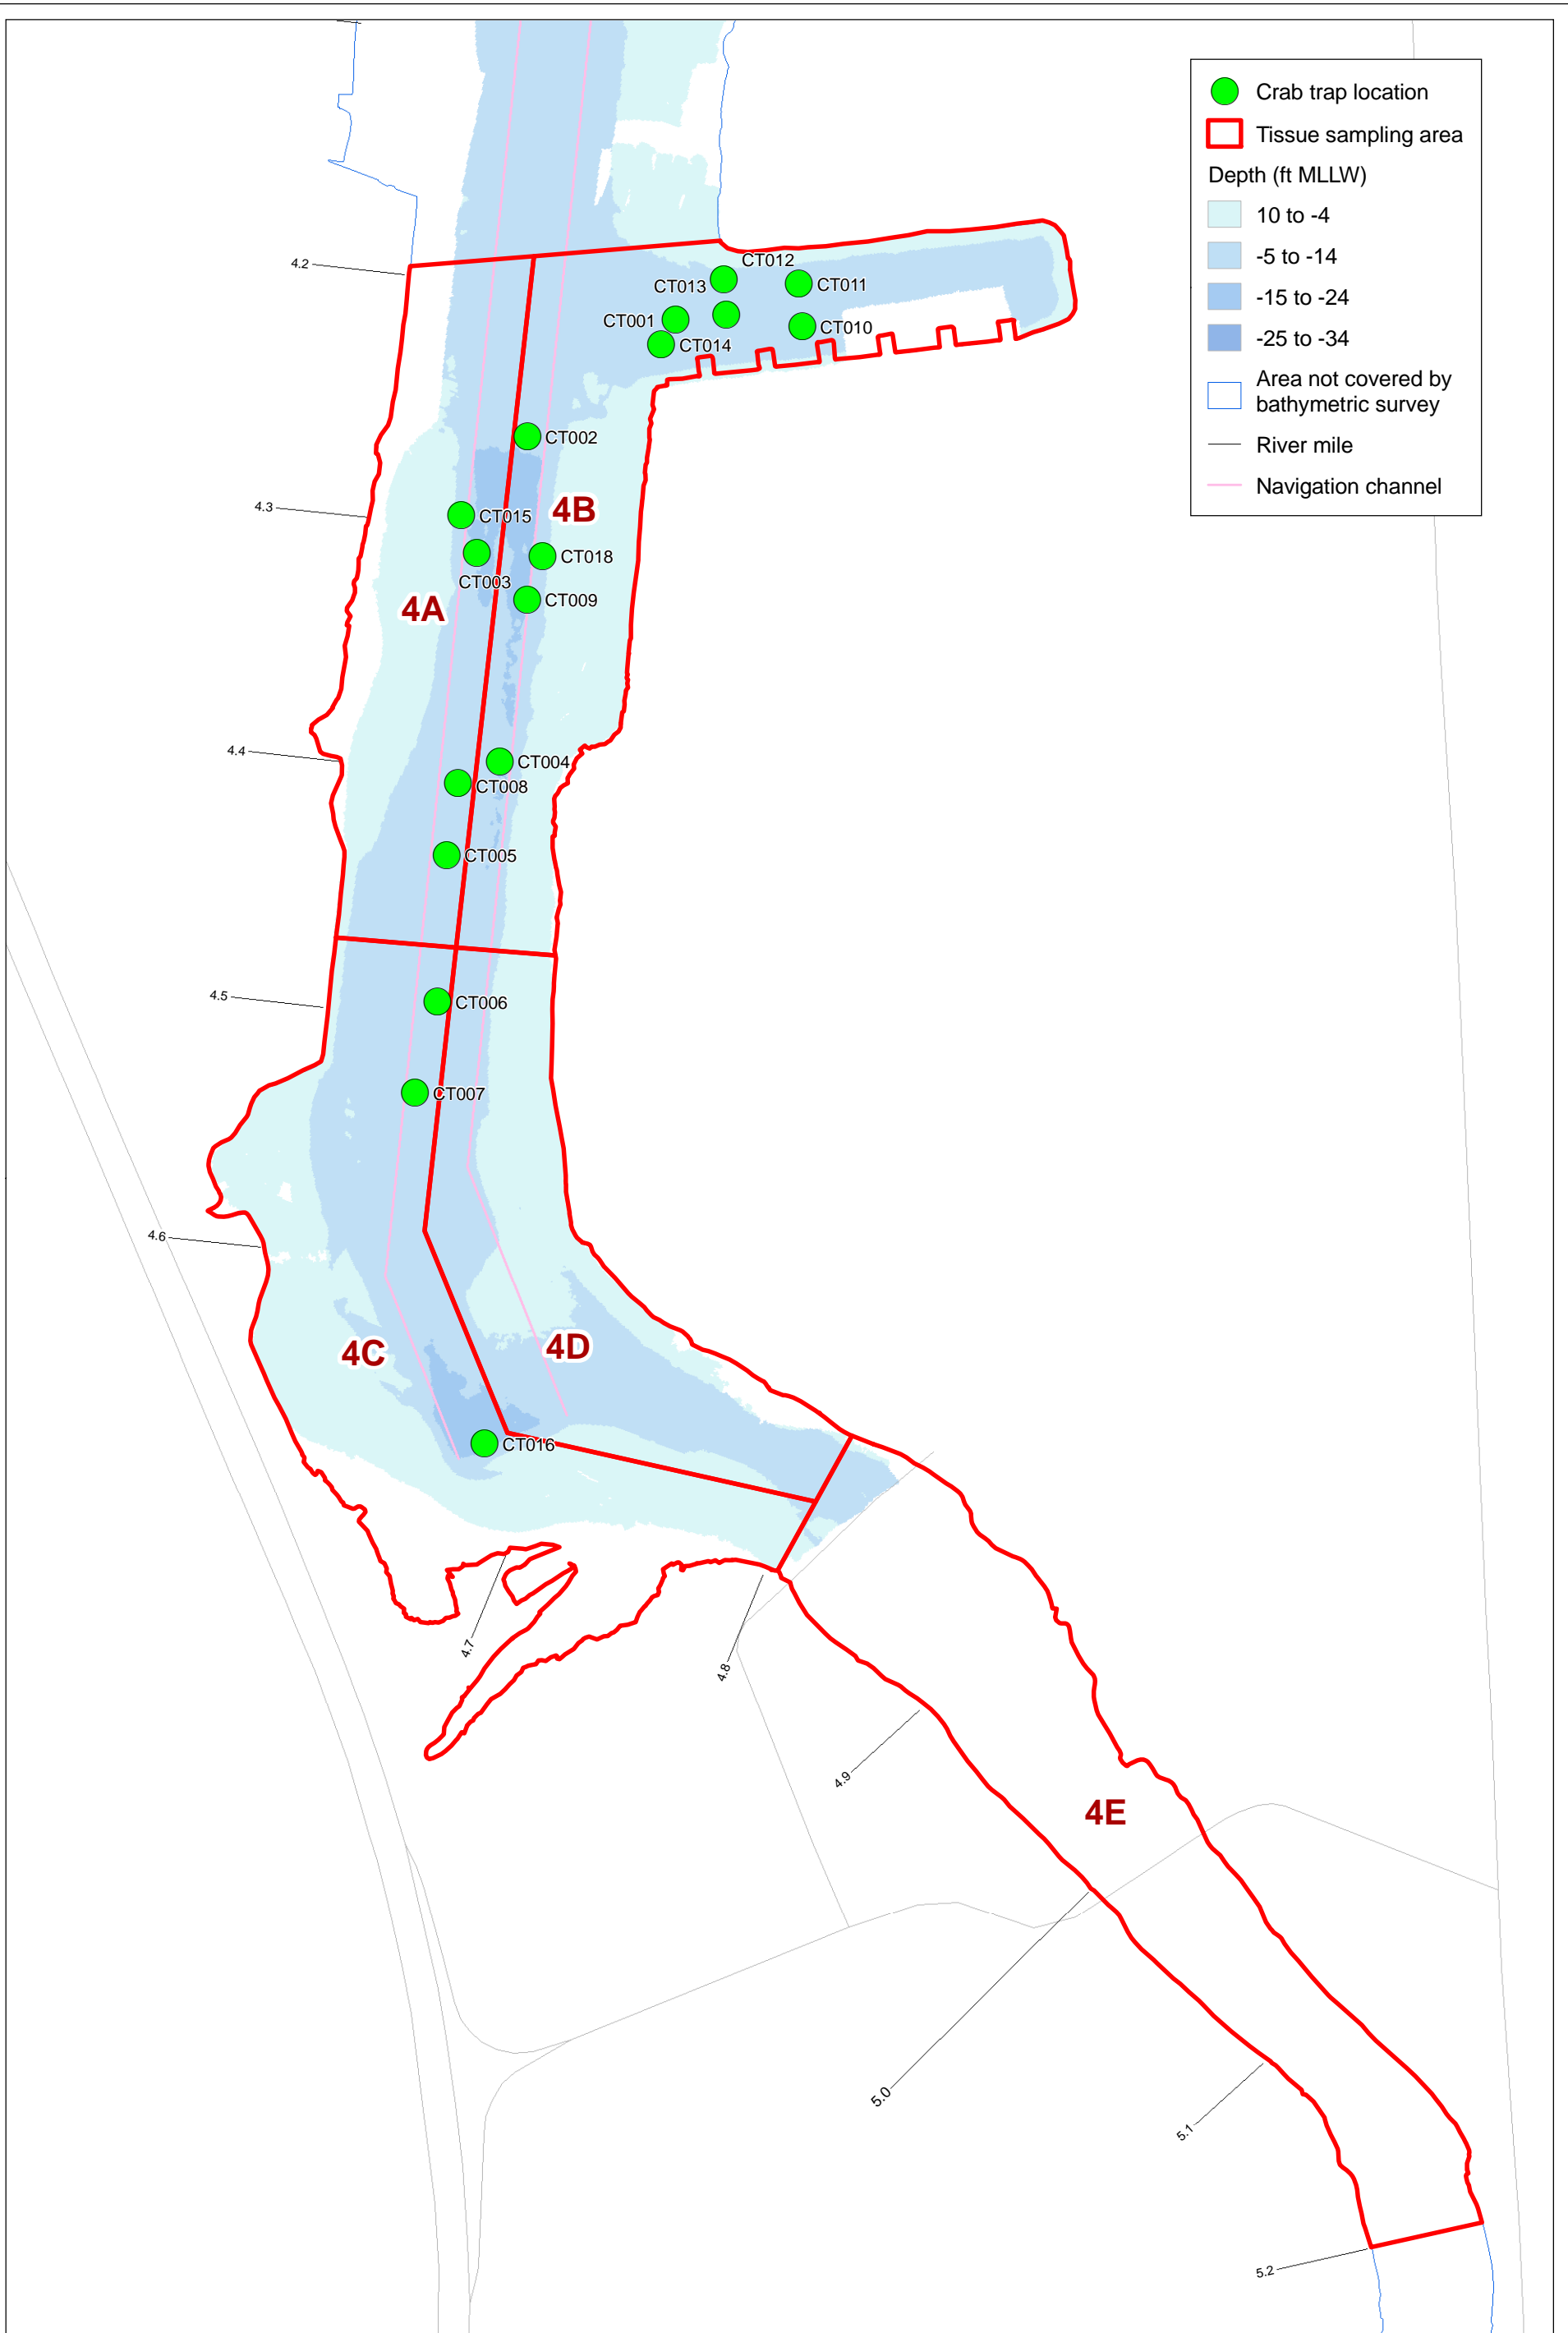 Crab trap location
Tissue sampling area
Depth (ft MLLW)
10 to -4
-5 to -14
-15 to -24
-25 to -34
Area not covered by
bathymetric survey
River mile
Navigation channel
4.2
CT012
CT013
CT011
CT001
CT010
CT014
CT002
4.3
CT015
4B
CT018
CT003
4A
CT009
4.4
CT004
CT008
CT005
4.5
CT006
CT007
4.6
4C
4D
CT016
4.7
4.8
4.9
4E
5.0
5.1
5.2